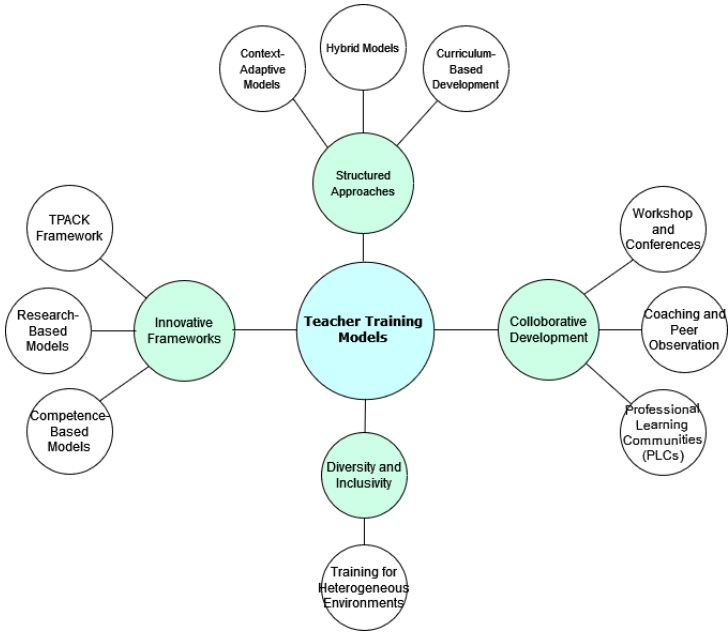 Context-
Adaptive
Models
Hybrid Models
Curriculum-
Based
Development
Structured
Approaches
TPACK
Framework
Research-
Based
Models
Competence-
Based
Models
Innovative
Frameworks
Teacher Training
Models
Colloborative
Development
Workshop
and
Conferences
Coaching and
Peer
Observation
Professional
Learning
Communities
(PLCs)
Diversity and
Inclusivity
Training for
Heterogeneous
Environments